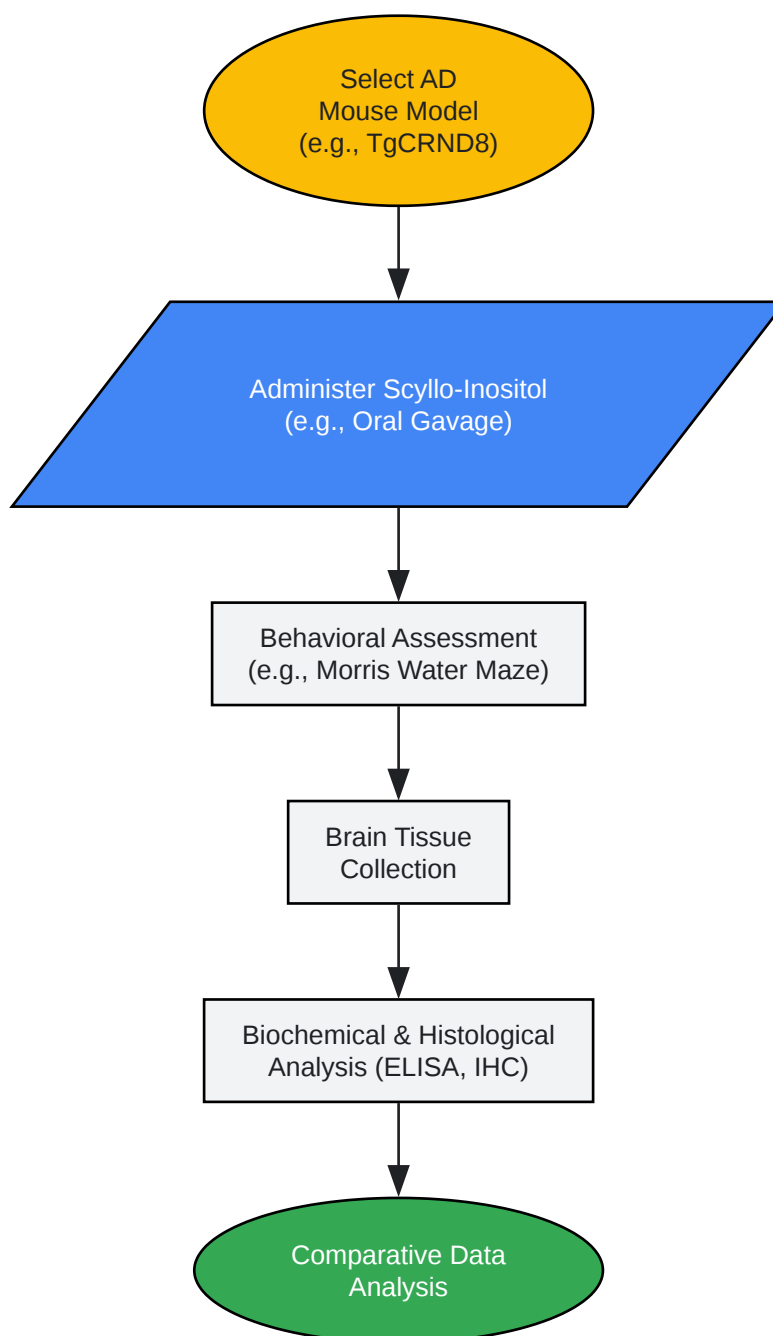 Select AD
Mouse Model
(e.g., TgCRND8)
Administer Scyllo-Inositol
(e.g., Oral Gavage)
Behavioral Assessment
(e.g., Morris Water Maze)
Brain Tissue
Collection
Biochemical & Histological
Analysis (ELISA, IHC)
Comparative Data
Analysis